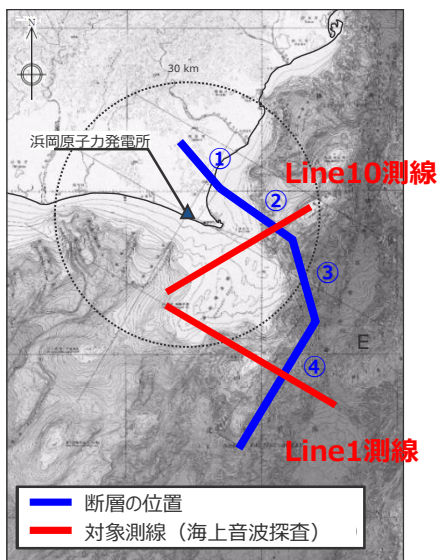 N
30 km
浜岡原子力発電所
①
Line10測線
②
③
E
④
Line1測線
断層の位置
対象測線（海上音波探査）